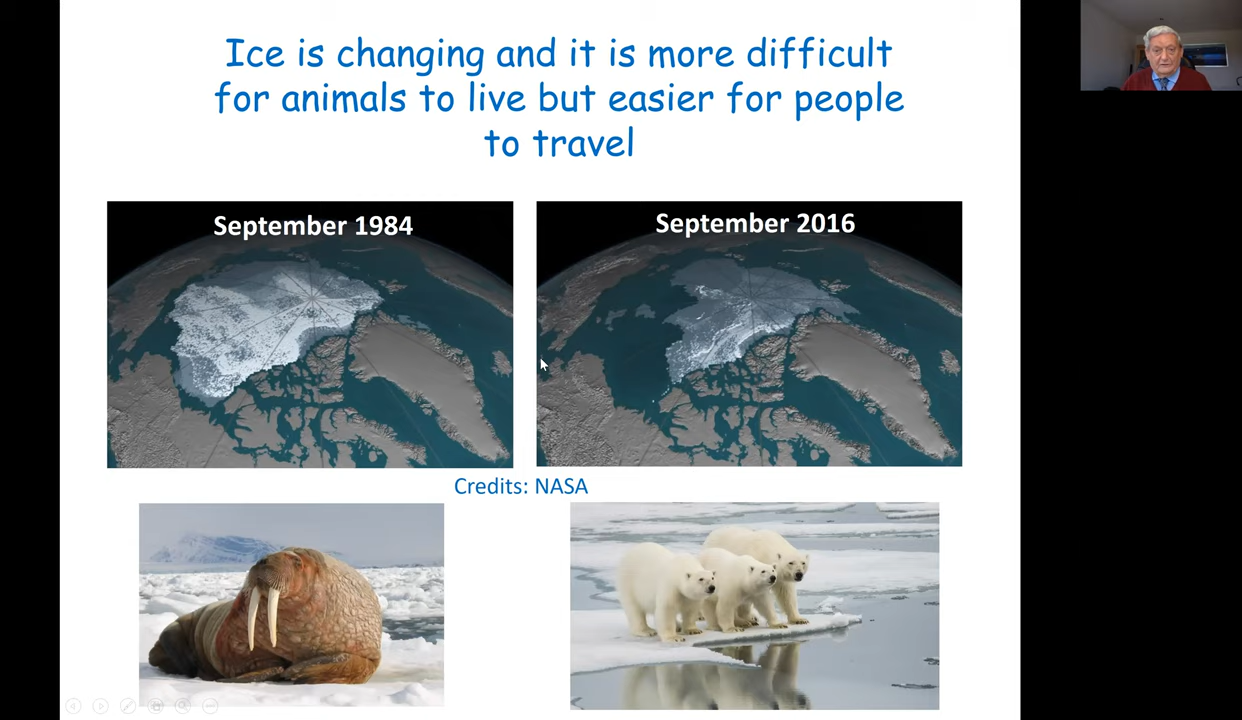 Ice is changing and it is more difficult
for animals to live but easier for people
to travel
September 1984
September 2016
Credits: NASA